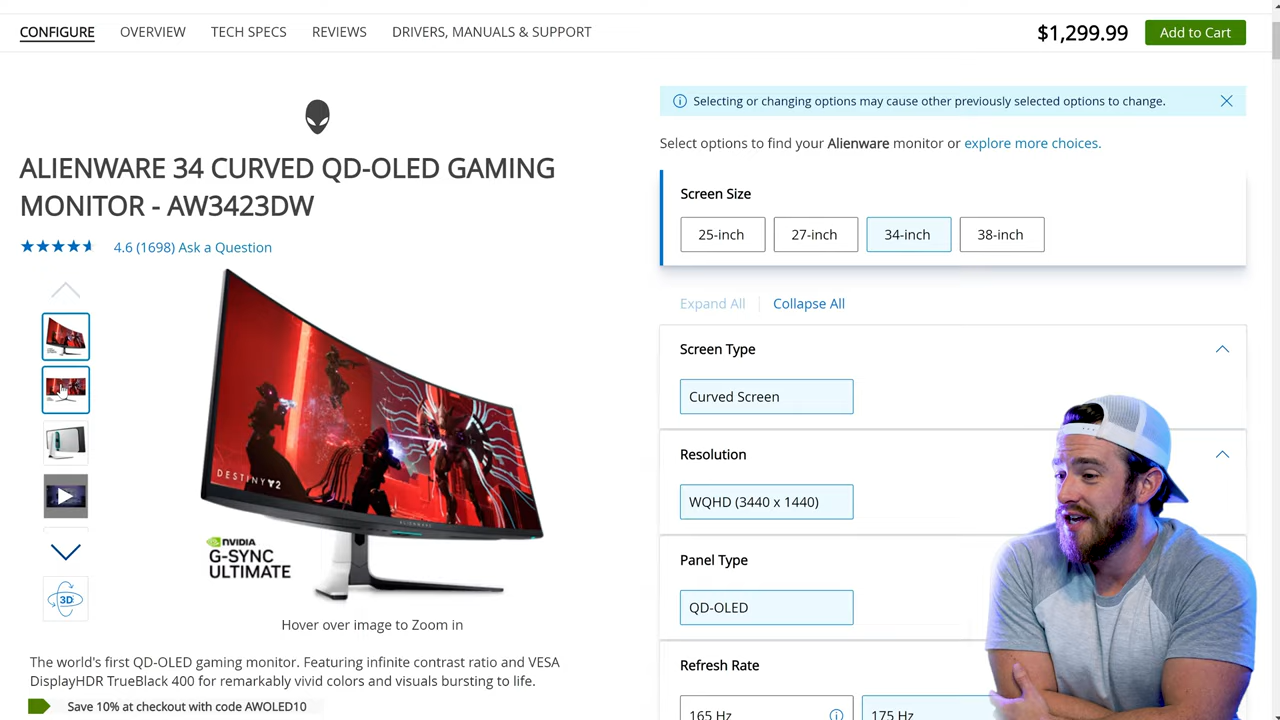 CONFIGURE
OVERVIEW
TECH SPECS
REVIEWS
DRIVERS, MANUALS & SUPPORT
$1,299.99
Add to Cart
ALIENWARE 34 CURVED QD-OLED GAMING
MONITOR - AW3423DW
4.6 (1698) Ask a Question
DESTINY 2
ALIENWARE
NVIDIA
G-SYNC
ULTIMATE
3D
Hover over image to Zoom in
The world's first QD-OLED gaming monitor. Featuring infinite contrast ratio and VESA
DisplayHDR TrueBlack 400 for remarkably vivid colors and visuals bursting to life.
Save 10% at checkout with code AWOLED10
Selecting or changing options may cause other previously selected options to change.
Select options to find your Alienware monitor or explore more choices.
Screen Size
25-inch
27-inch
34-inch
38-inch
Expand All
Collapse All
Screen Type
Curved Screen
Resolution
WQHD (3440 x 1440)
Panel Type
QD-OLED
Refresh Rate
165 Hz
175 Hz